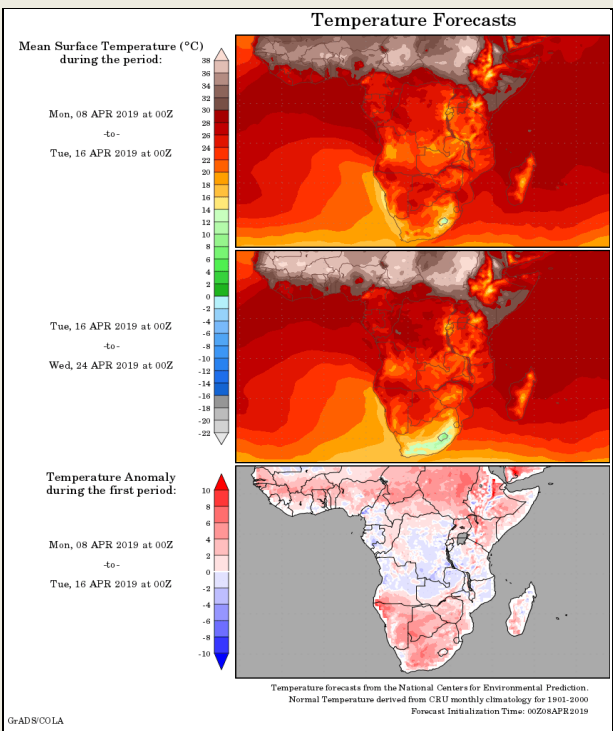 Temperature Forecasts
Mean Surface Temperature (°C)
during the period:
Mon, 08 APR 2019 at 00Z
-to-
Tue, 16 APR 2019 at 00Z
38
36
34
32
30
28
26
24
22
20
18
16
14
12
10
8
6
4
2
0
-2
-4
-6
-8
-10
-12
-14
-16
-18
-20
-22
Tue, 16 APR 2019 at 00Z
-to-
Wed, 24 APR 2019 at 00Z
Temperature Anomaly
during the first period:
Mon, 08 APR 2019 at 00Z
-to-
Tue, 16 APR 2019 at 00Z
10
8
6
4
2
0
-2
-4
-6
-8
-10
Temperature forecasts from the National Centers for Environmental Prediction.
Normal Temperature derived from CRU monthly climatology for 1901-2000
Forecast Initialization Time: 00Z08APR2019
GrADS/COLA